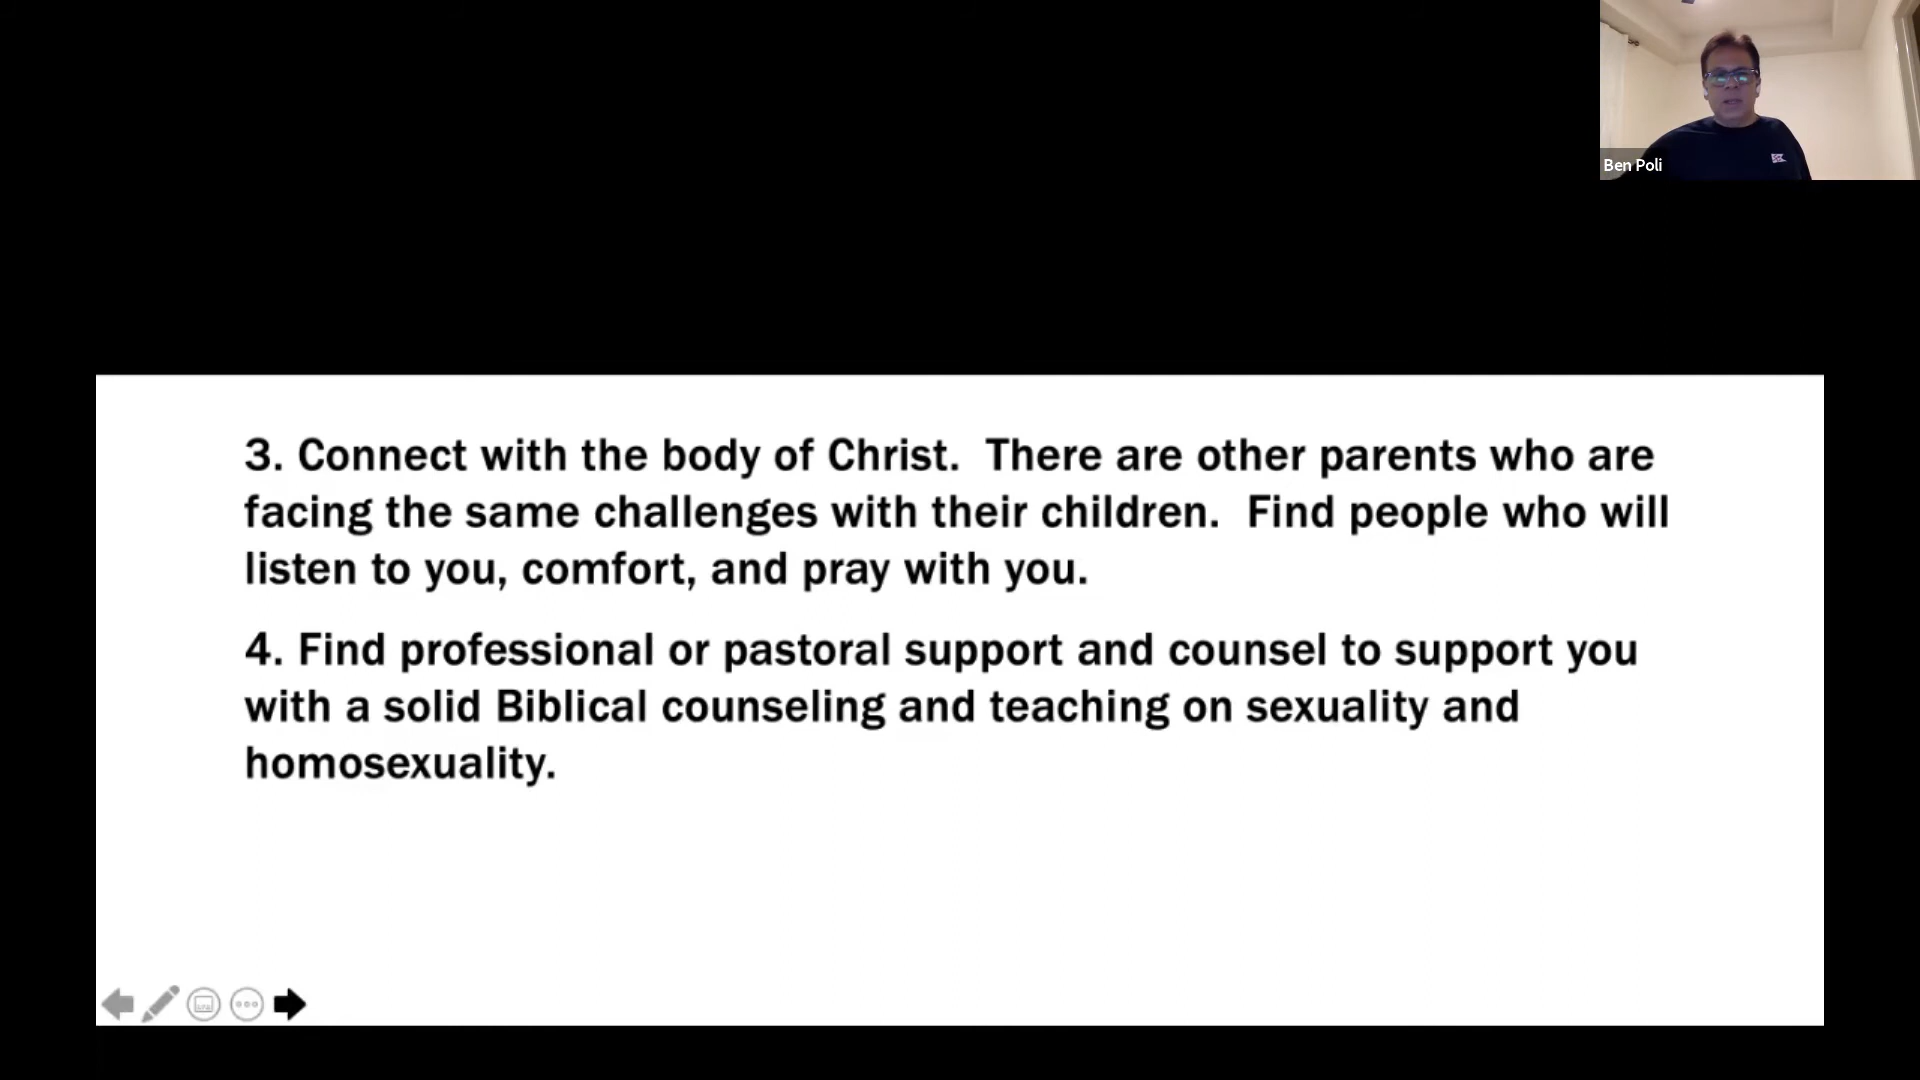 Ben Poli
3. Connect with the body of Christ.  There are other parents who are
facing the same challenges with their children.  Find people who will
listen to you, comfort, and pray with you.
4. Find professional or pastoral support and counsel to support you
with a solid Biblical counseling and teaching on sexuality and
homosexuality.